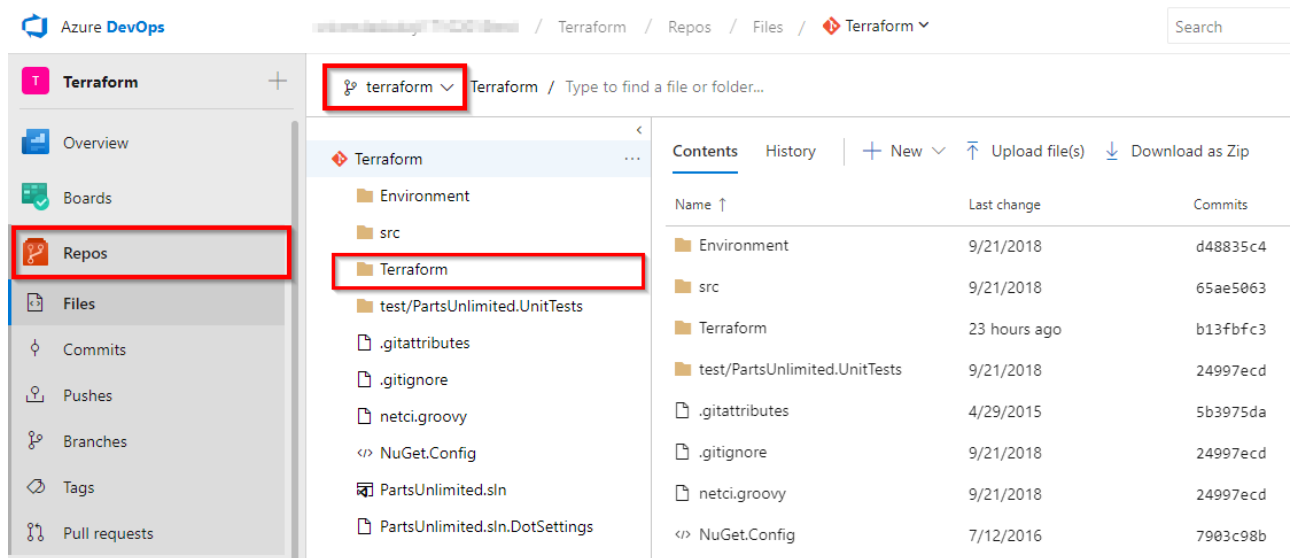 Azure DevOps / Terraform / Repos / Files / Terraform Search
T Terraform
terraform Terraform / Type to find a file or folder...
Overview
Boards
Repos
Files
Commits
Pushes
Branches
Tags
Pull requests
Terraform ...
Environment
src
Terraform
test/PartsUnlimited.UnitTests
.gitattributes
.gitignore
netci.groovy
NuGet.Config
PartsUnlimited.sln
PartsUnlimited.sln.DotSettings
Contents History New Upload file(s) Download as Zip
Name ↑ Last change Commits
Environment 9/21/2018 d48835c4
src 9/21/2018 65ae5063
Terraform 23 hours ago b13fbfc3
test/PartsUnlimited.UnitTests 9/21/2018 24997ecd
.gitattributes 4/29/2015 5b3975da
.gitignore 9/21/2018 24997ecd
netci.groovy 9/21/2018 24997ecd
NuGet.Config 7/12/2016 7903c98b